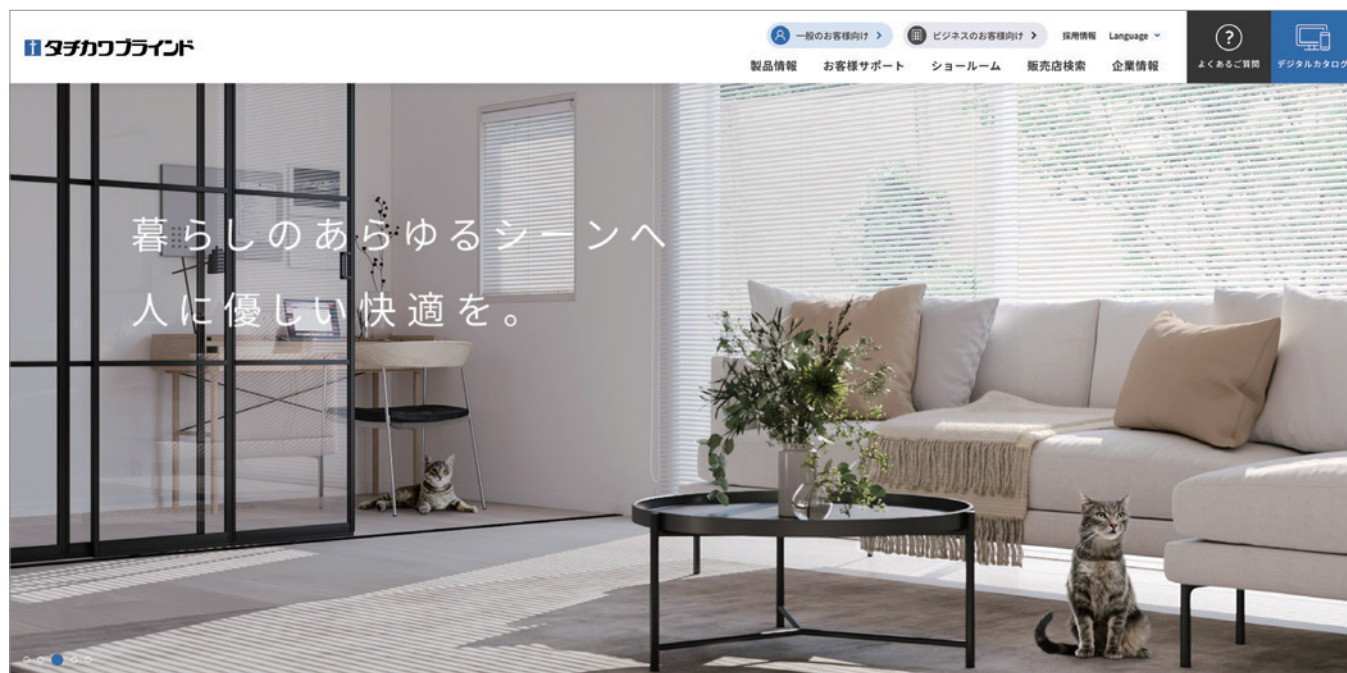 タチカワブラインド
一般のお客様向け
ビジネスのお客様向け
採用情報
Language
製品情報
お客様サポート
ショールーム
販売店検索
企業情報
よくあるご質問
デジタルカタログ
暮らしのあらゆるシーンへ
人に優しい快適を。